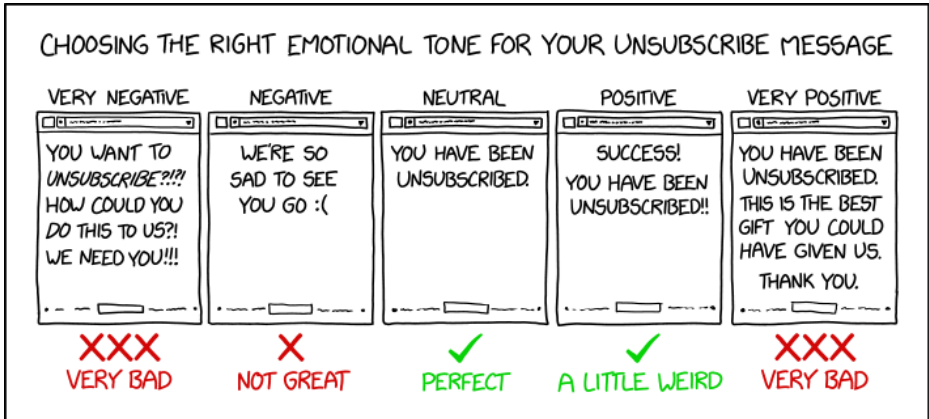 CHOOSING THE RIGHT EMOTIONAL TONE FOR YOUR UNSUBSCRIBE MESSAGE
VERY NEGATIVE
YOU WANT TO
UNSUBSCRIBE?!?!
HOW COULD YOU
DO THIS TO US?!
WE NEED YOU!!!
XXX
VERY BAD
NEGATIVE
WE'RE SO
SAD TO SEE
YOU GO :(
X
NOT GREAT
NEUTRAL
YOU HAVE BEEN
UNSUBSCRIBED.
✓
PERFECT
POSITIVE
SUCCESS!
YOU HAVE BEEN
UNSUBSCRIBED!!
✓
A LITTLE WEIRD
VERY POSITIVE
YOU HAVE BEEN
UNSUBSCRIBED.
THIS IS THE BEST
GIFT YOU COULD
HAVE GIVEN US.
THANK YOU.
XXX
VERY BAD